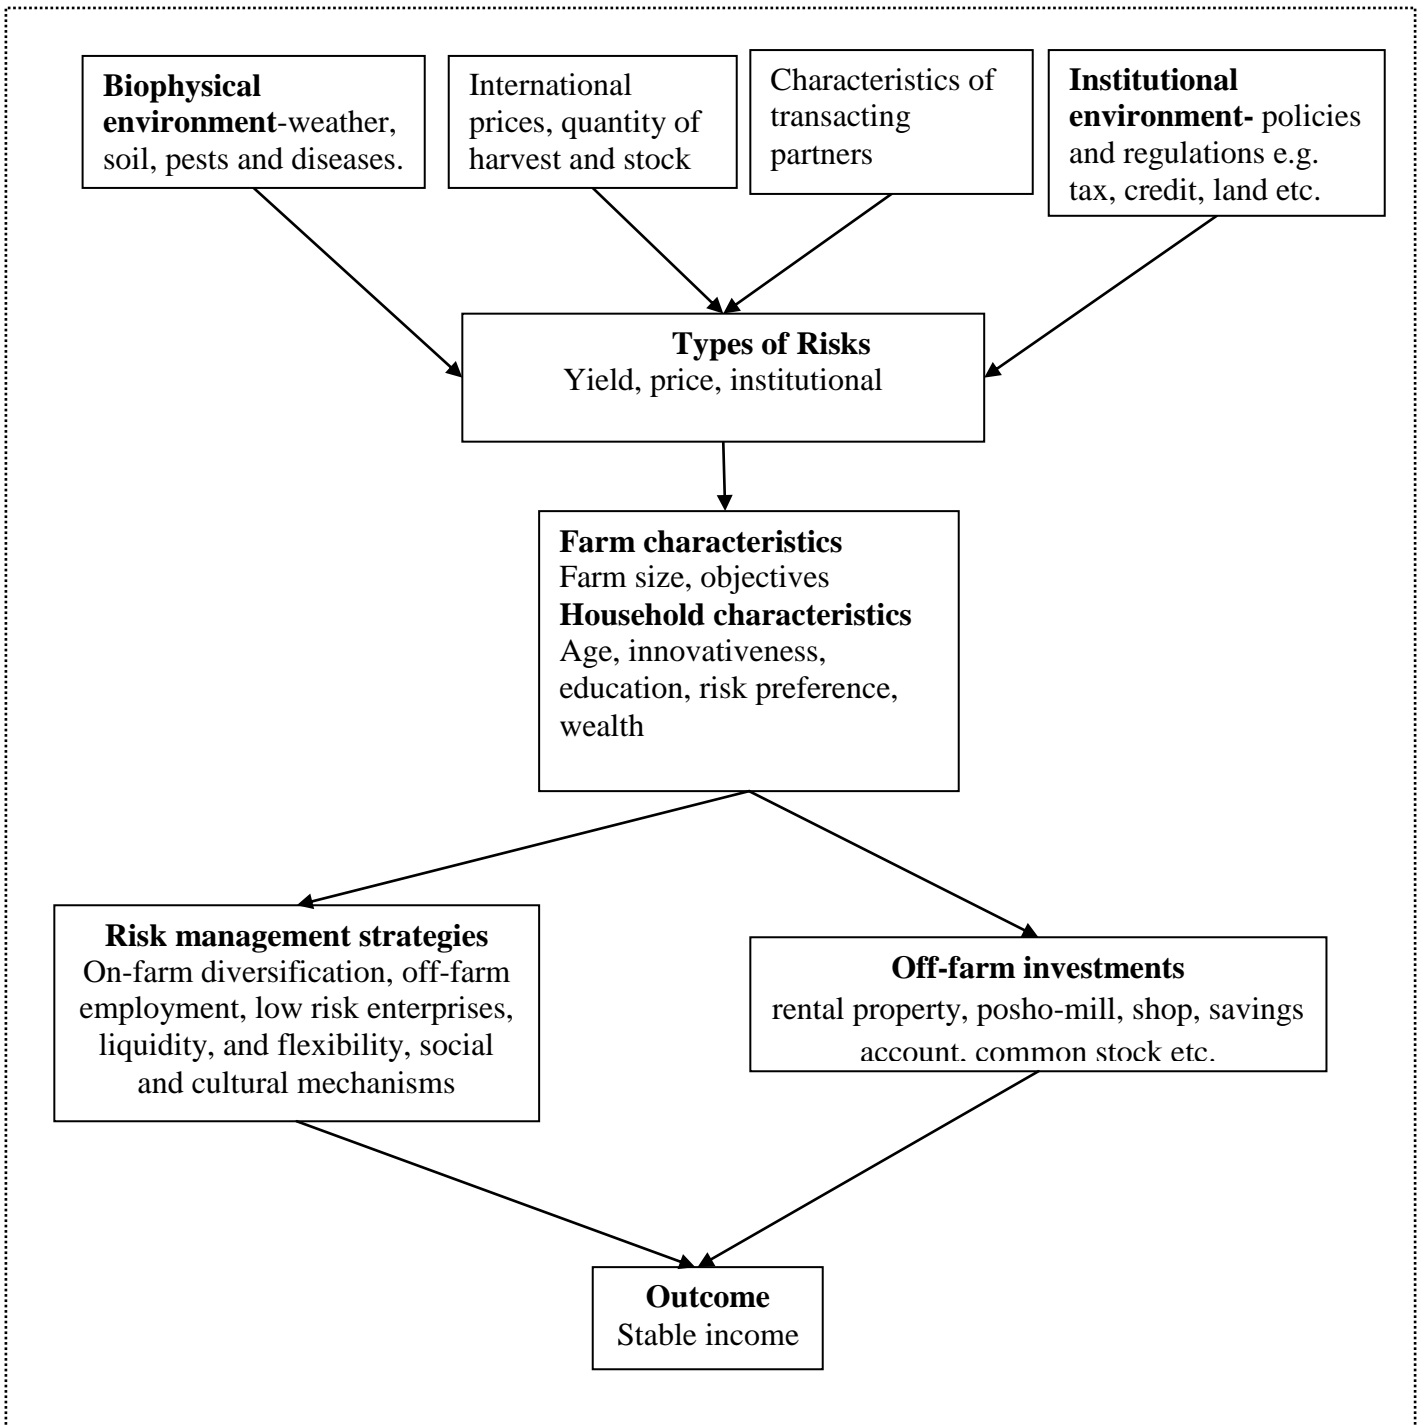 Biophysical
environment-weather,
soil, pests and diseases.
International
prices, quantity of
harvest and stock
Characteristics of
transacting
partners
Institutional
environment- policies
and regulations e.g.
tax, credit, land etc.
Types of Risks
Yield, price, institutional
Farm characteristics
Farm size, objectives
Household characteristics
Age, innovativeness,
education, risk preference,
wealth
Risk management strategies
On-farm diversification, off-farm
employment, low risk enterprises,
liquidity, and flexibility, social
and cultural mechanisms
Off-farm investments
rental property, posho-mill, shop, savings
account, common stock etc.
Outcome
Stable income